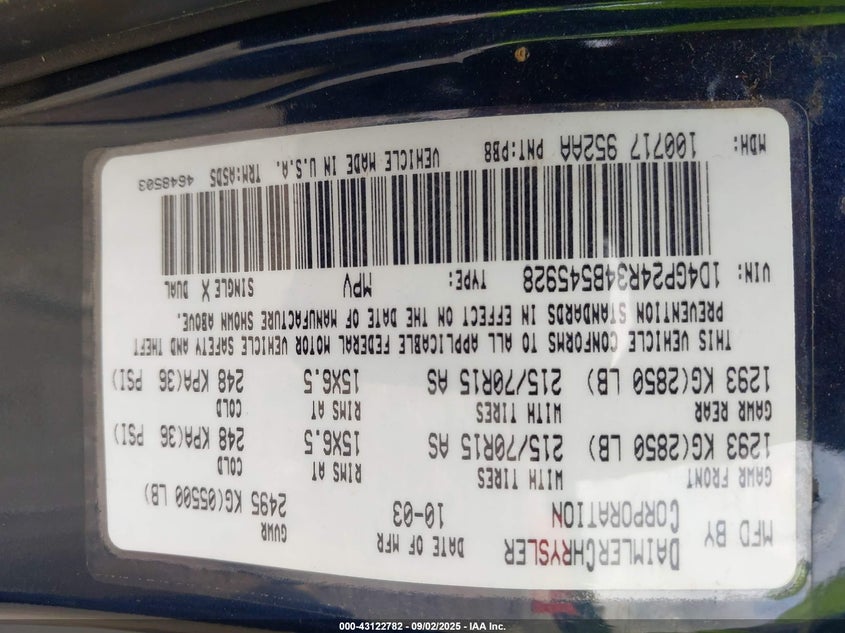 MFD BY DAIMLERCHRYSLER CORPORATION DATE OF MFR 10-03 GVWR 2495 KG(05500 LB)
GAWR FRONT WITH TIRES RIMS AT COLD
1293 KG(2850 LB) 215/70R15 AS 15X6.5 248 KPA(36 PSI)
GAWR REAR WITH TIRES RIMS AT COLD
1293 KG(2850 LB) 215/70R15 AS 15X6.5 248 KPA(36 PSI)
THIS VEHICLE CONFORMS TO ALL APPLICABLE FEDERAL MOTOR VEHICLE SAFETY AND THEFT
PREVENTION STANDARDS IN EFFECT ON THE DATE OF MANUFACTURE SHOWN ABOVE.
VIN: 1D4GP24R34B545928 TYPE: MPV SINGLE X DUAL
MDH: 100717 952AA PNT:PB8 VEHICLE MADE IN U.S.A. TRM:ASD5 4648503
000-43122782 - 09/02/2025 - IAA Inc.